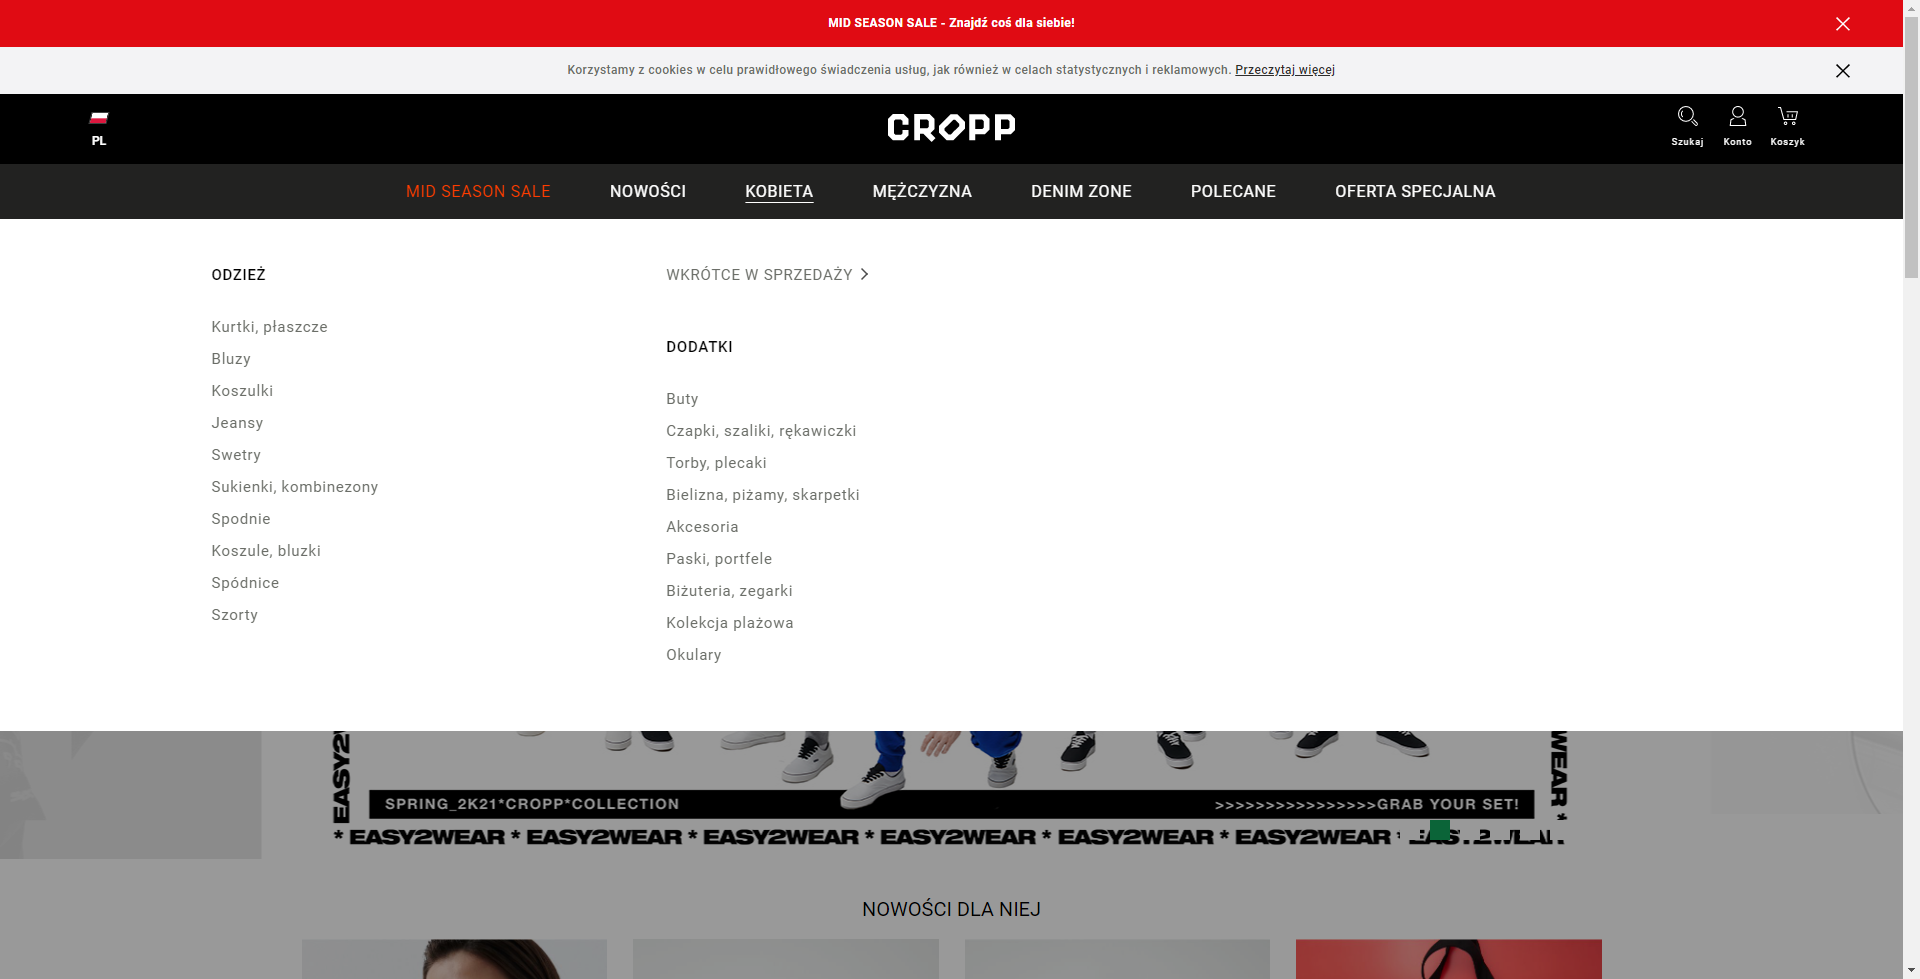 MID SEASON SALE - Znajdź coś dla siebie!
Korzystamy z cookies w celu prawidłowego świadczenia usług, jak również w celach statystycznych i reklamowych. Przeczytaj więcej
PL
CROPP
Szukaj Konto Koszyk
MID SEASON SALE NOWOŚCI KOBIETA MĘŻCZYZNA DENIM ZONE POLECANE OFERTA SPECJALNA
ODZIEŻ
Kurtki, płaszcze
Bluzy
Koszulki
Jeansy
Swetry
Sukienki, kombinezony
Spodnie
Koszule, bluzki
Spódnice
Szorty
WKRÓTCE W SPRZEDAŻY
DODATKI
Buty
Czapki, szaliki, rękawiczki
Torby, plecaki
Bielizna, piżamy, skarpetki
Akcesoria
Paski, portfele
Biżuteria, zegarki
Kolekcja plażowa
Okulary
EASY2
WEAR *
SPRING_2K21*CROPP*COLLECTION >>>>>>>>>>>>>>>>GRAB YOUR SET!
* EASY2WEAR * EASY2WEAR * EASY2WEAR * EASY2WEAR * EASY2WEAR * EASY2WEAR * EASY2WEAR
NOWOŚCI DLA NIEJ